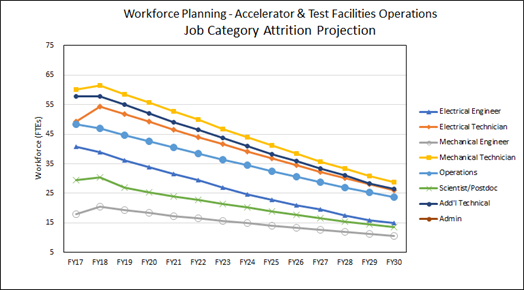 Workforce Planning - Accelerator & Test Facilities Operations
Job Category Attrition Projection
75
65
55
45
35
25
15
5
Workforce (FTEs)
FY17 FY18 FY19 FY20 FY21 FY22 FY23 FY24 FY25 FY26 FY27 FY28 FY29 FY30
Electrical Engineer
Electrical Technician
Mechanical Engineer
Mechanical Technician
Operations
Scientist/Postdoc
Add'l Technical
Admin